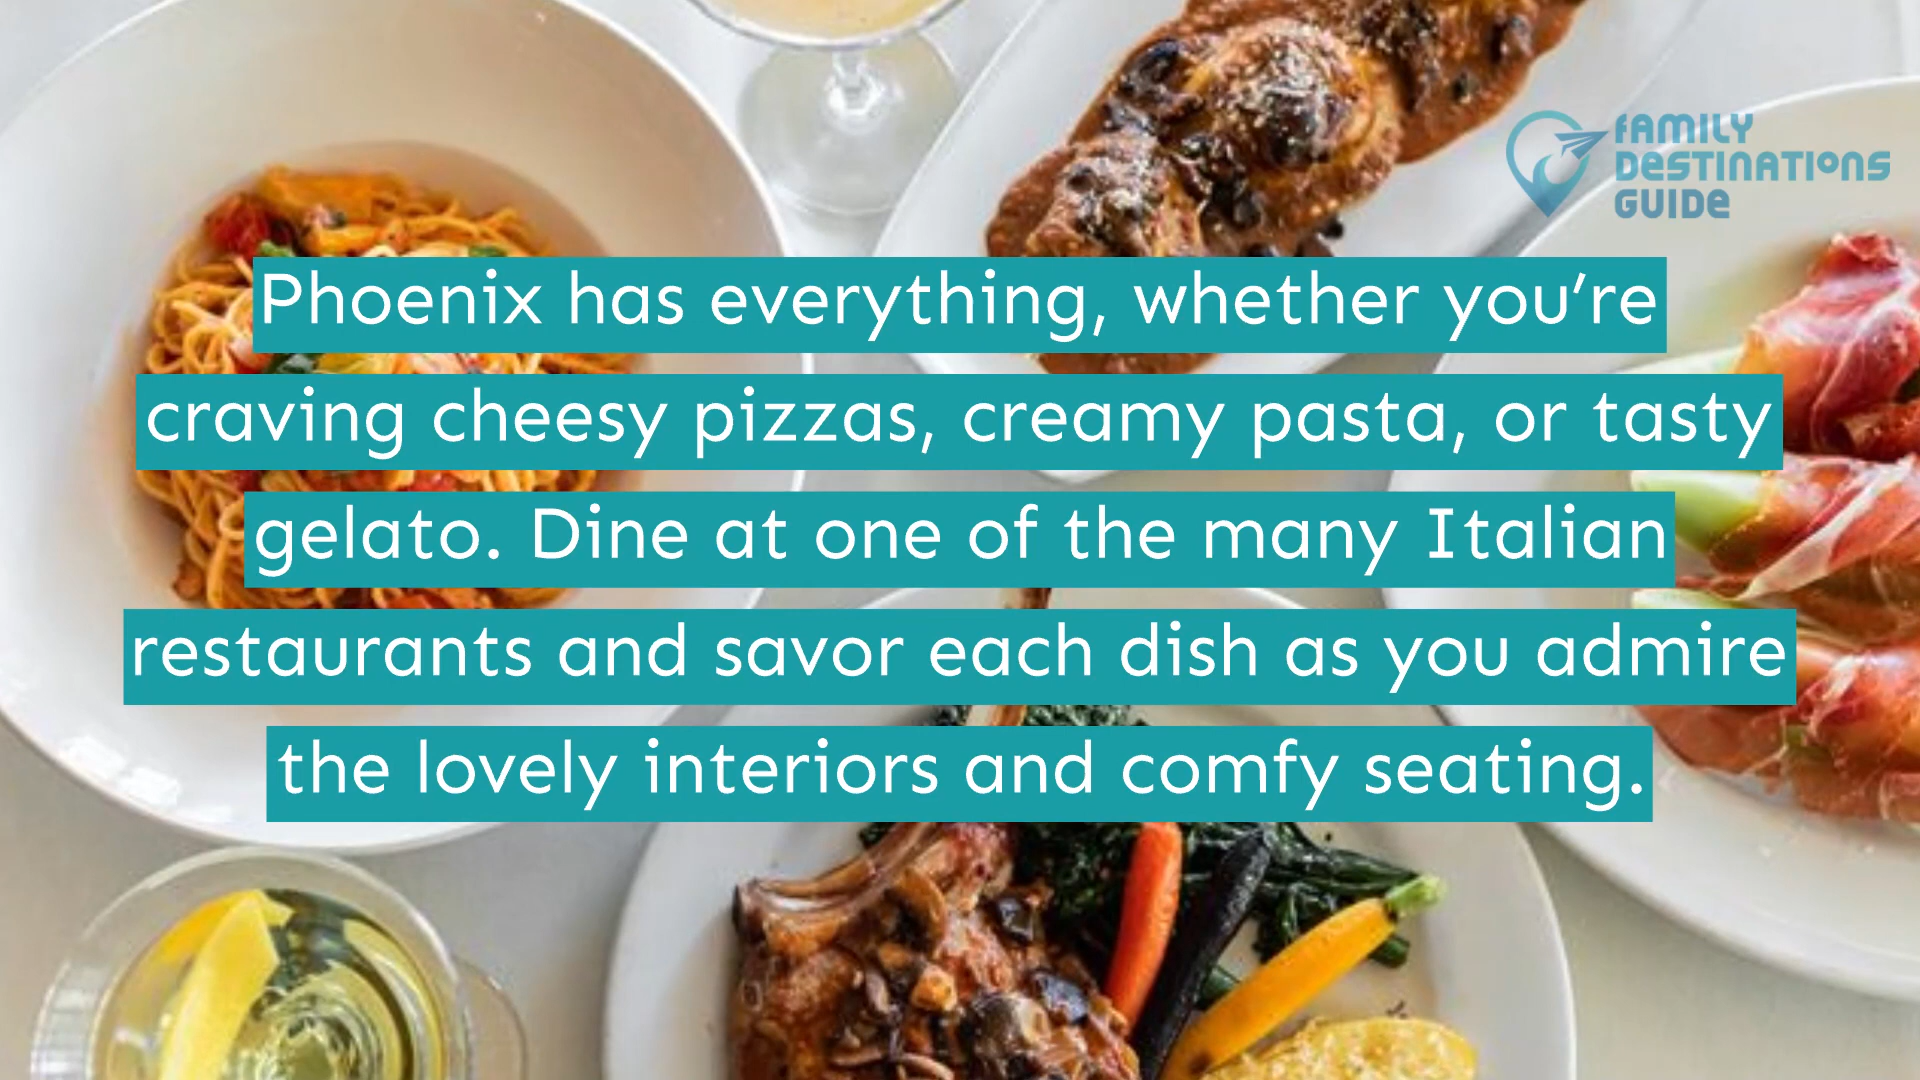 FAMILY
DESTINATIONS
GUIDE
Phoenix has everything, whether you’re
craving cheesy pizzas, creamy pasta, or tasty
gelato. Dine at one of the many Italian
restaurants and savor each dish as you admire
the lovely interiors and comfy seating.